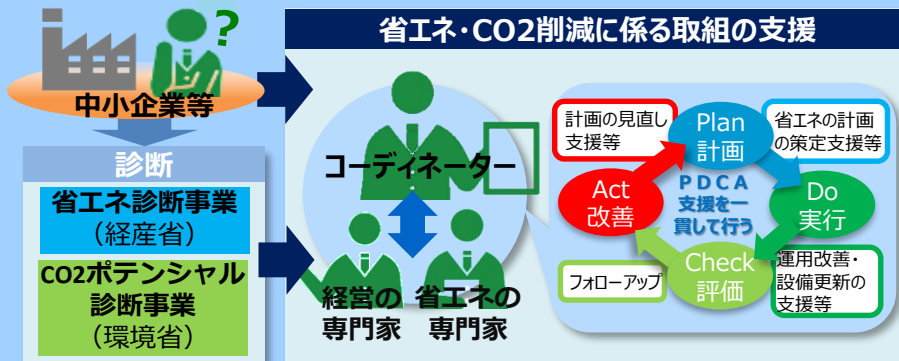 ?
中小企業等
診断
省エネ診断事業
（経産省）
CO2ポテンシャル
診断事業
（環境省）
省エネ・CO2削減に係る取組の支援
コーディネーター
経営の
専門家
省エネの
専門家
計画の見直し
支援等
Plan
計画
省エネの計画
の策定支援等
Act
改善
PDCA
支援を一
貫して行う
Do
実行
フォローアップ
Check
評価
運用改善・
設備更新の
支援等